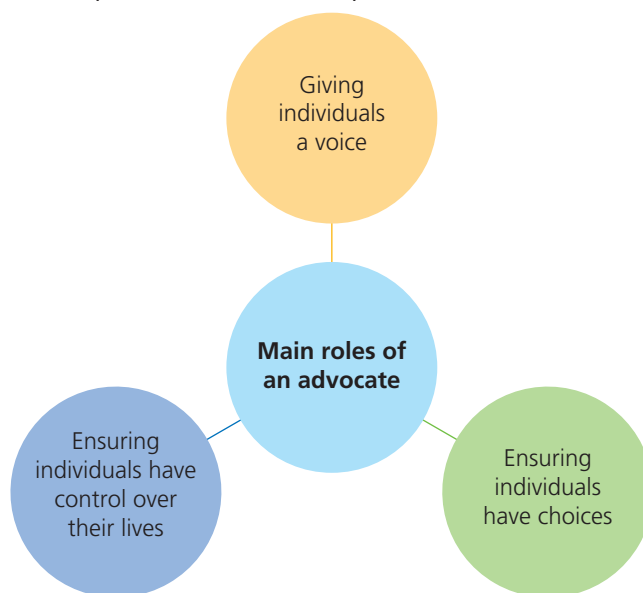 Giving
individuals
a voice
Main roles of
an advocate
Ensuring
individuals have
control over
their lives
Ensuring
individuals
have choices